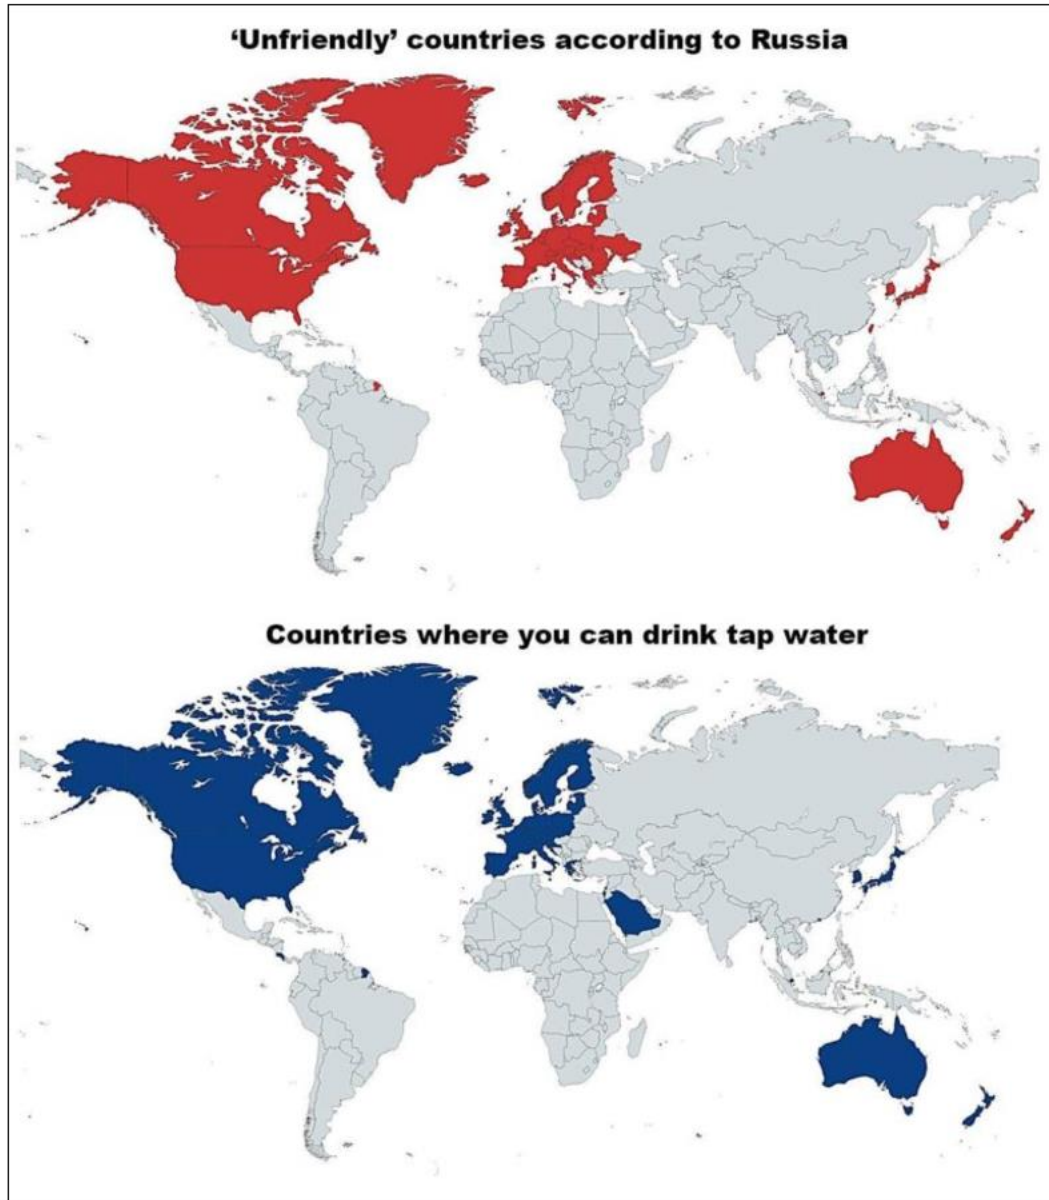 ‘Unfriendly’ countries according to Russia
Countries where you can drink tap water